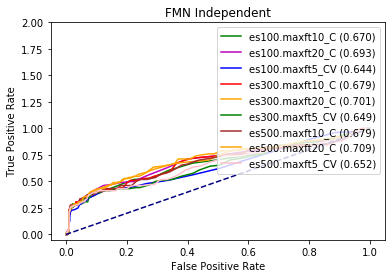 FMN Independent
2.00
1.75
1.50
1.25
1.00
0.75
0.50
0.25
0.00
True Positive Rate
es100.maxft10_C (0.670)
es100.maxft20_C (0.693)
es100.maxft5_CV (0.644)
es300.maxft10_C (0.679)
es300.maxft20_C (0.701)
es300.maxft5_CV (0.649)
es500.maxft10_C (0.679)
es500.maxft20_C (0.709)
es500.maxft5_CV (0.652)
0.0 0.2 0.4 0.6 0.8 1.0
False Positive Rate